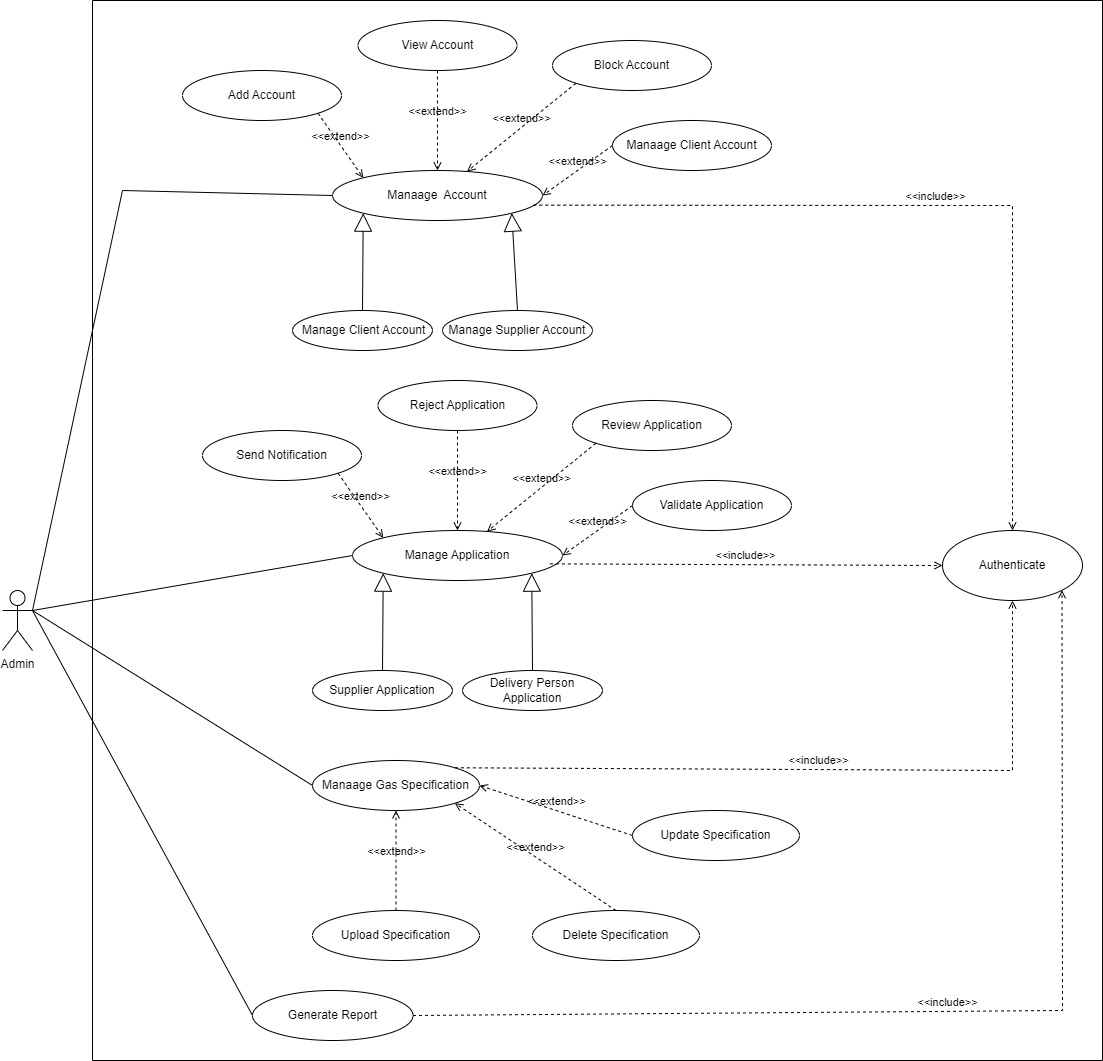 View Account
Block Account
Add Account
<<extend>>
<<extend>>
<<extend>>
Manaage Client Account
<<extend>>
Manaage  Account
<<include>>
Manage Client Account
Manage Supplier Account
Reject Application
Review Application
Send Notification
<<extend>>
<<extend>>
<<extend>>
Validate Application
<<extend>>
Manage Application
<<include>>
Authenticate
Admin
Supplier Application
Delivery Person
Application
<<include>>
Manaage Gas Specification
<<extend>>
Update Specification
<<extend>>
<<extend>>
Upload Specification
Delete Specification
<<include>>
Generate Report